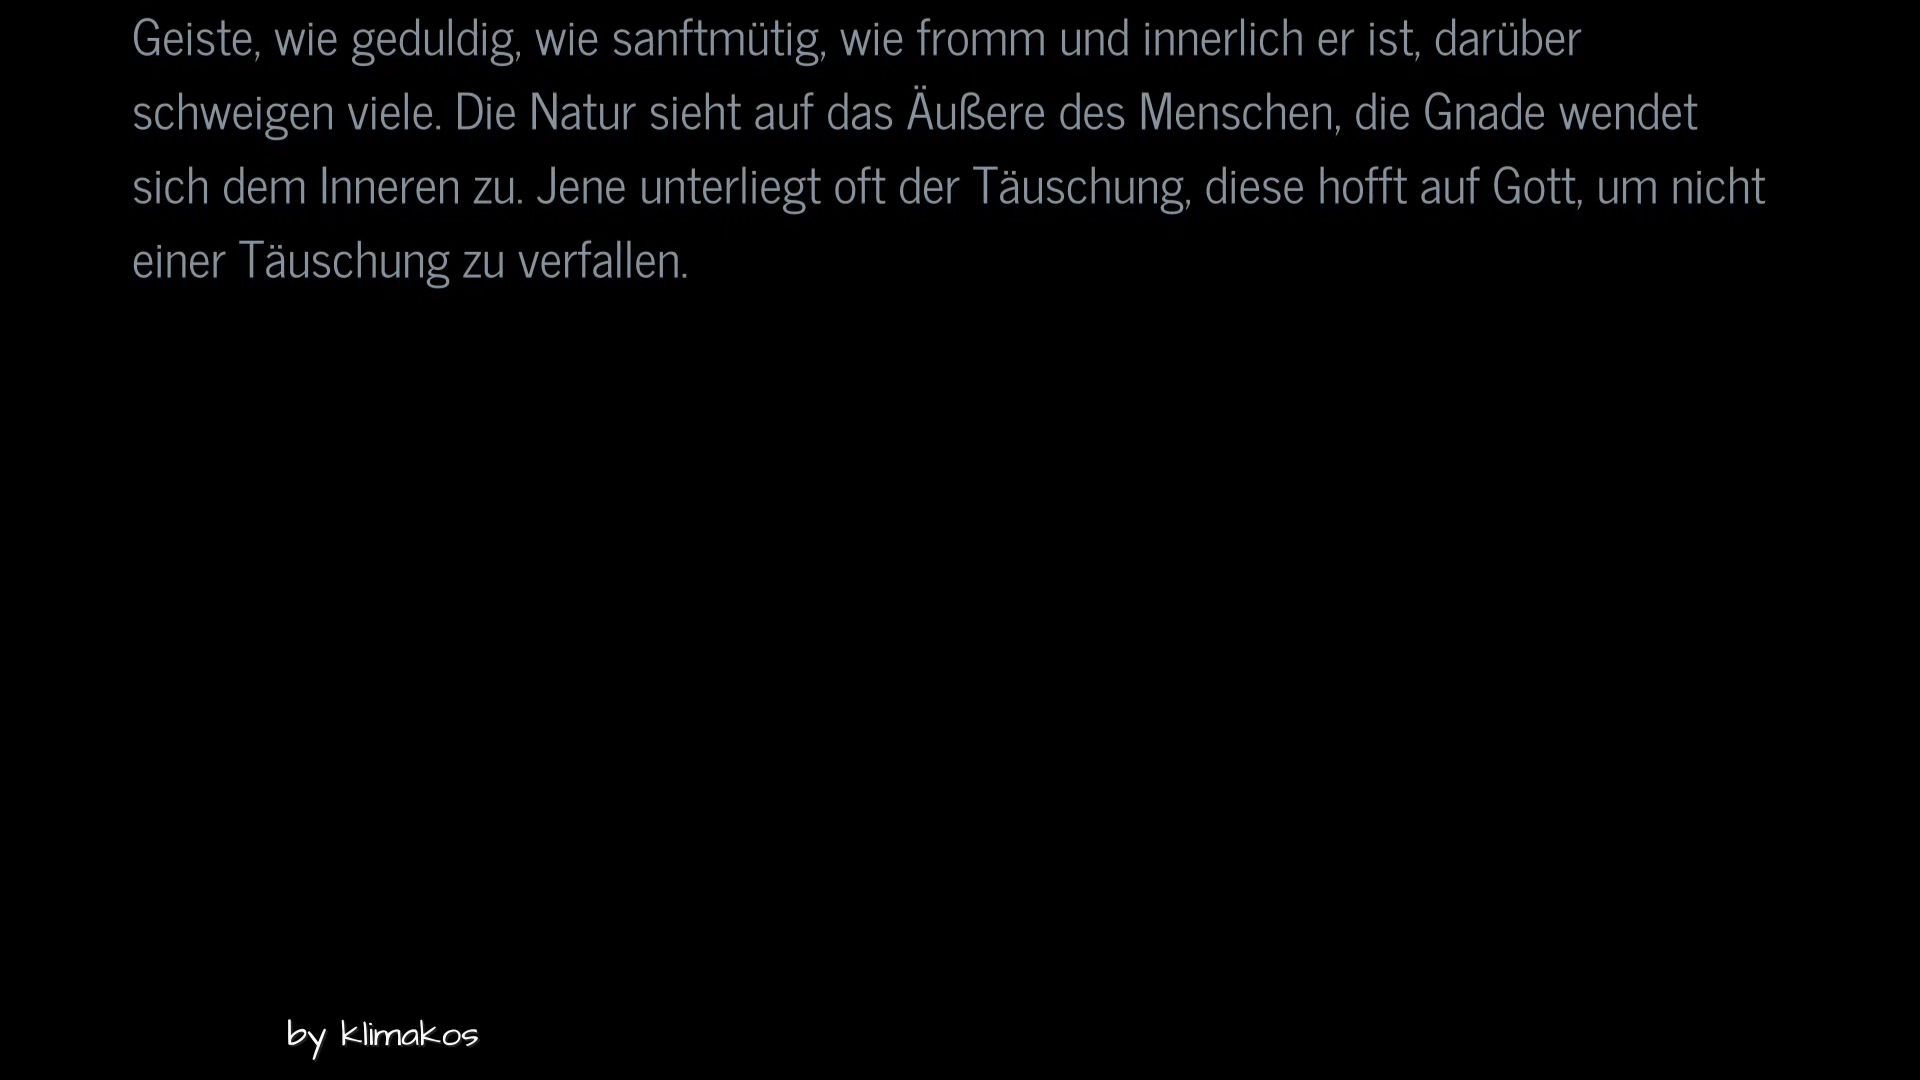 Geiste, wie geduldig, wie sanftmütig, wie fromm und innerlich er ist, darüber
schweigen viele. Die Natur sieht auf das Äußere des Menschen, die Gnade wendet
sich dem Inneren zu. Jene unterliegt oft der Täuschung, diese hofft auf Gott, um nicht
einer Täuschung zu verfallen.
by klimakos